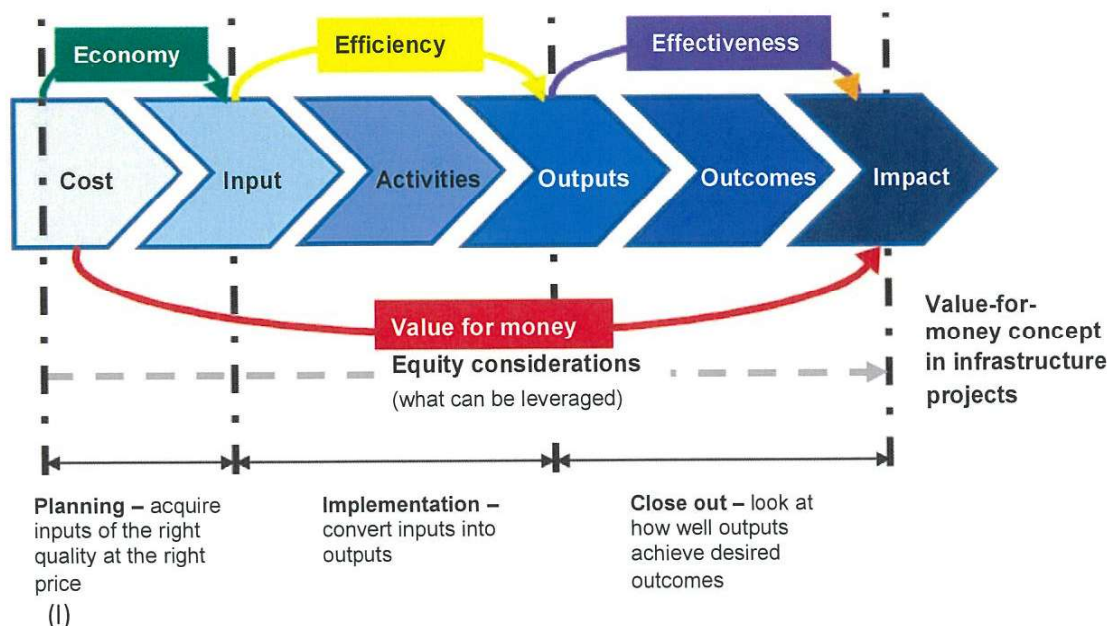 Economy
Efficiency
Effectiveness
Cost
Input
Activities
Outputs
Outcomes
Impact
Value for money
Equity considerations
(what can be leveraged)
Value-for-
money concept
in infrastructure
projects
Planning – acquire
inputs of the right
quality at the right
price
Implementation –
convert inputs into
outputs
Close out – look at
how well outputs
achieve desired
outcomes
(I)